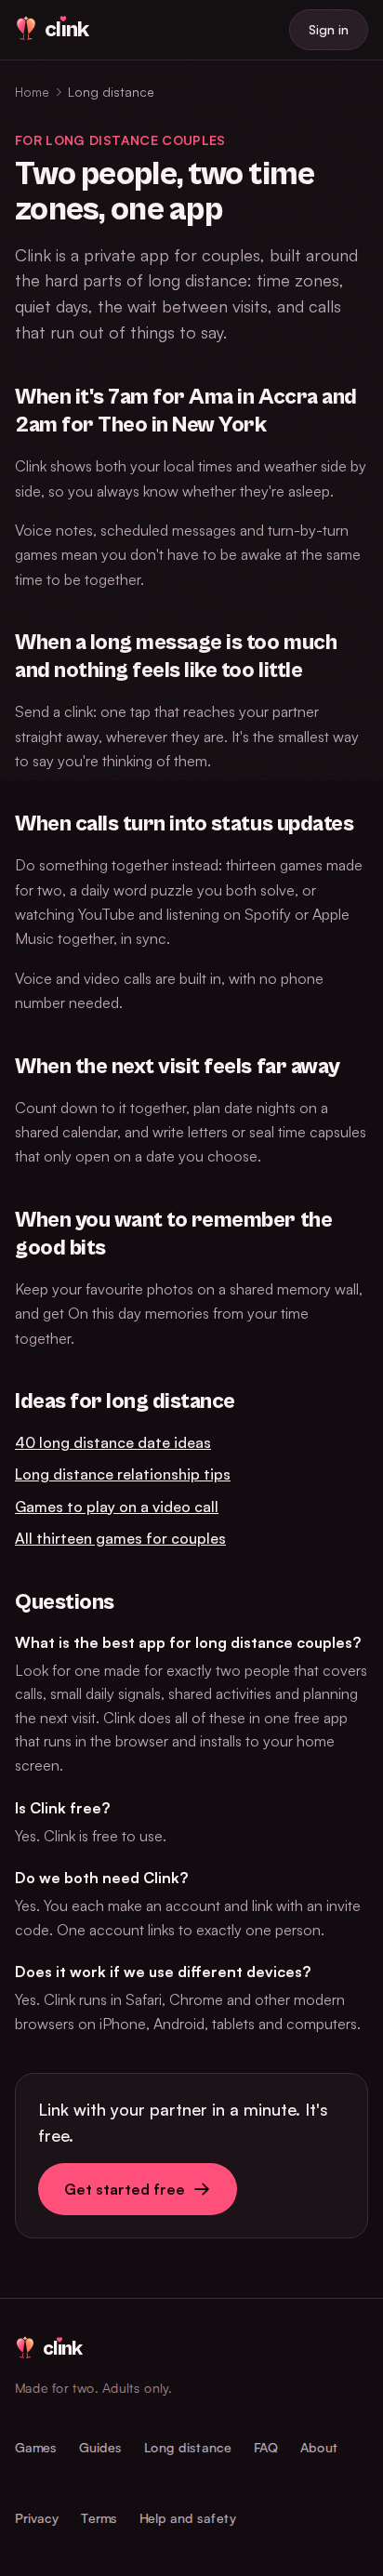 clink
Sign in
Home > Long distance
FOR LONG DISTANCE COUPLES
Two people, two time
zones, one app
Clink is a private app for couples, built around
the hard parts of long distance: time zones,
quiet days, the wait between visits, and calls
that run out of things to say.
When it's 7am for Ama in Accra and
2am for Theo in New York
Clink shows both your local times and weather side by
side, so you always know whether they're asleep.
Voice notes, scheduled messages and turn-by-turn
games mean you don't have to be awake at the same
time to be together.
When a long message is too much
and nothing feels like too little
Send a clink: one tap that reaches your partner
straight away, wherever they are. It's the smallest way
to say you're thinking of them.
When calls turn into status updates
Do something together instead: thirteen games made
for two, a daily word puzzle you both solve, or
watching YouTube and listening on Spotify or Apple
Music together, in sync.
Voice and video calls are built in, with no phone
number needed.
When the next visit feels far away
Count down to it together, plan date nights on a
shared calendar, and write letters or seal time capsules
that only open on a date you choose.
When you want to remember the
good bits
Keep your favourite photos on a shared memory wall,
and get On this day memories from your time
together.
Ideas for long distance
40 long distance date ideas
Long distance relationship tips
Games to play on a video call
All thirteen games for couples
Questions
What is the best app for long distance couples?
Look for one made for exactly two people that covers
calls, small daily signals, shared activities and planning
the next visit. Clink does all of these in one free app
that runs in the browser and installs to your home
screen.
Is Clink free?
Yes. Clink is free to use.
Do we both need Clink?
Yes. You each make an account and link with an invite
code. One account links to exactly one person.
Does it work if we use different devices?
Yes. Clink runs in Safari, Chrome and other modern
browsers on iPhone, Android, tablets and computers.
Link with your partner in a minute. It's
free.
Get started free →
clink
Made for two. Adults only.
Games Guides Long distance FAQ About
Privacy Terms Help and safety